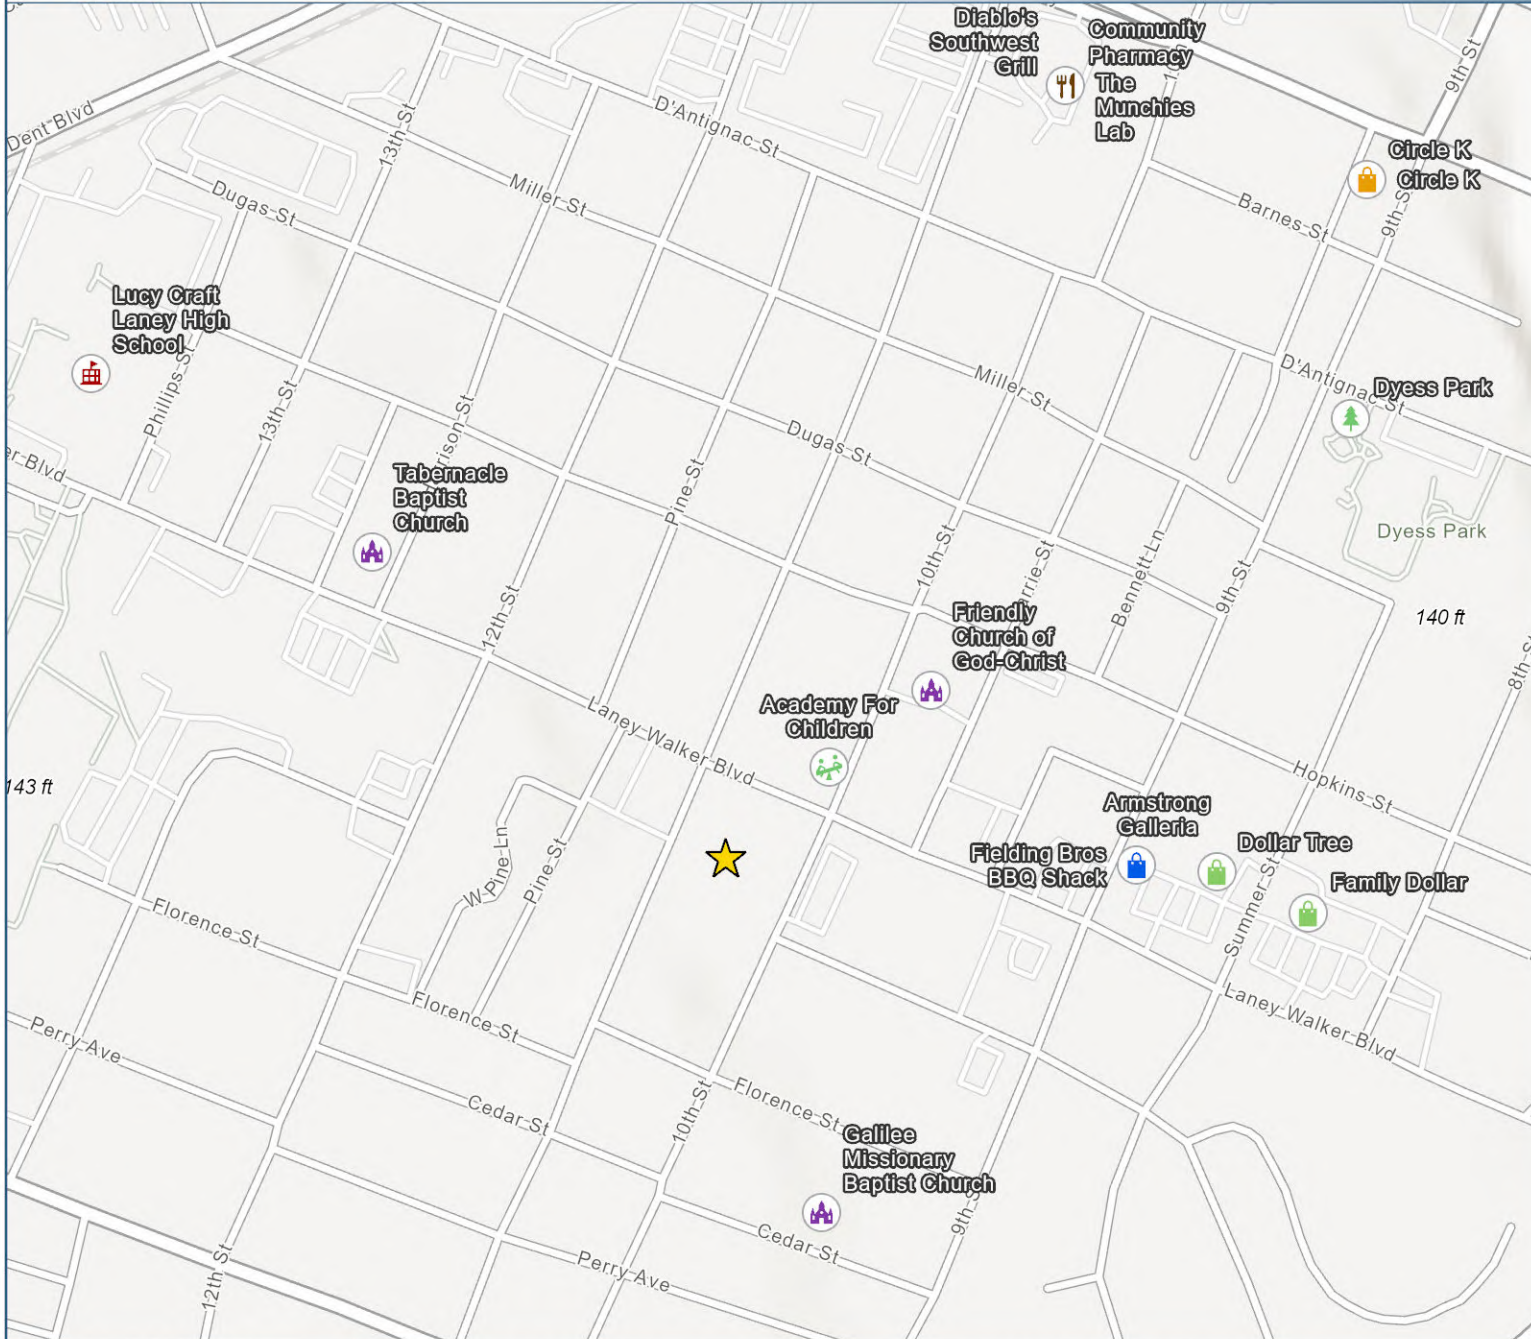 Diablo's
Southwest
Grill
Community
Pharmacy
The
Munchies
Lab
9th St
Dent Blvd
13th St
D'Antignac St
Circle K
Circle K
Dugas St
Miller St
Barnes St
9th St
Lucy Craft
Laney High
School
Phillips St
13th St
Miller St
D'Antignac St
Dyess Park
er Blvd
rison St
Dugas St
Tabernacle
Baptist
Church
Pine St
Dyess Park
10th St
arrie St
Bennett Ln
9th St
12th St
Friendly
Church of
God-Christ
140 ft
8th St
Laney Walker Blvd
Academy For
Children
143 ft
Hopkins St
Armstrong
Galleria
Dollar Tree
Fielding Bros
BBQ Shack
Family Dollar
W Pine Ln
Pine St
Summer St
Florence St
Florence St
Laney Walker Blvd
Perry Ave
Cedar St
10th St
Florence St
Galilee
Missionary
Baptist Church
9th St
Cedar St
Perry Ave
12th St